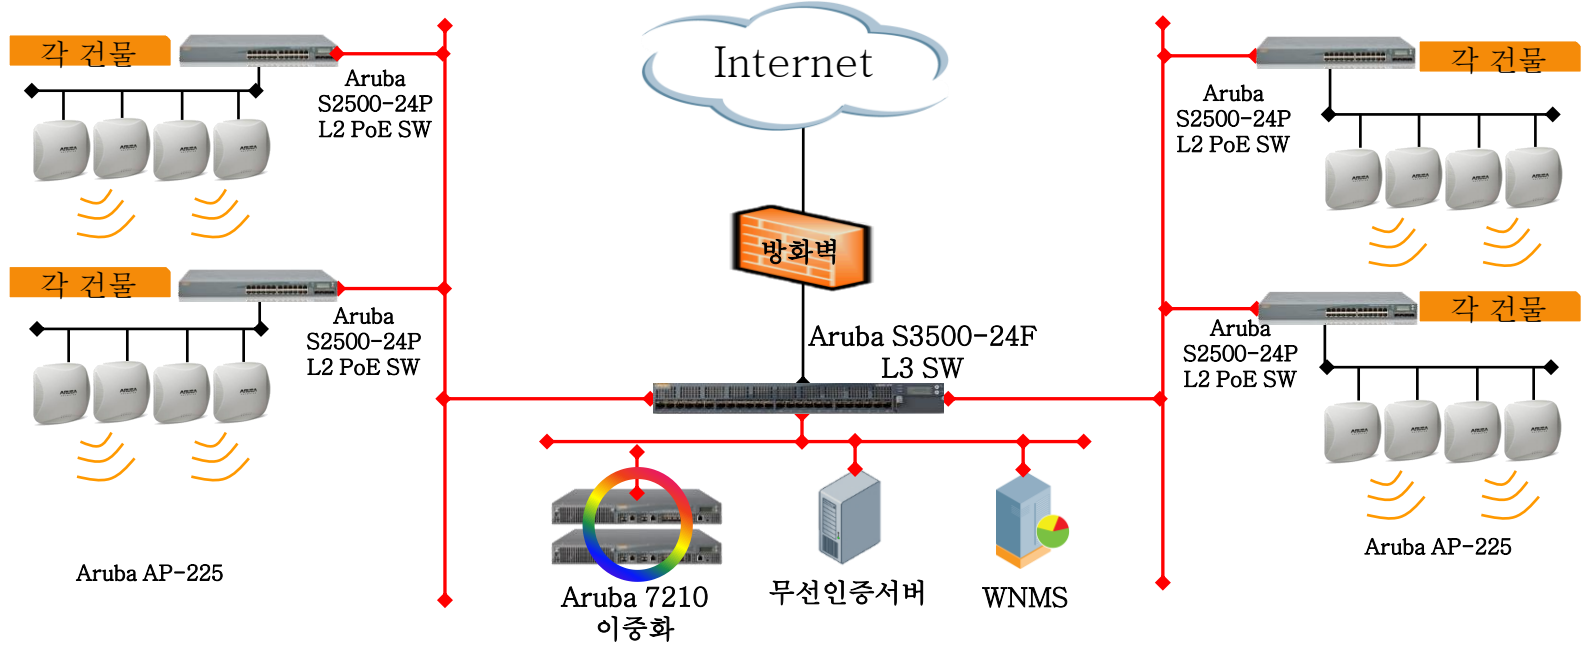 각 건물
Aruba
S2500-24P
L2 PoE SW
각 건물
Aruba
S2500-24P
L2 PoE SW
Aruba AP-225
Internet
방화벽
Aruba S3500-24F
L3 SW
Aruba 7210
이중화
무선인증서버
WNMS
각 건물
Aruba
S2500-24P
L2 PoE SW
각 건물
Aruba
S2500-24P
L2 PoE SW
Aruba AP-225